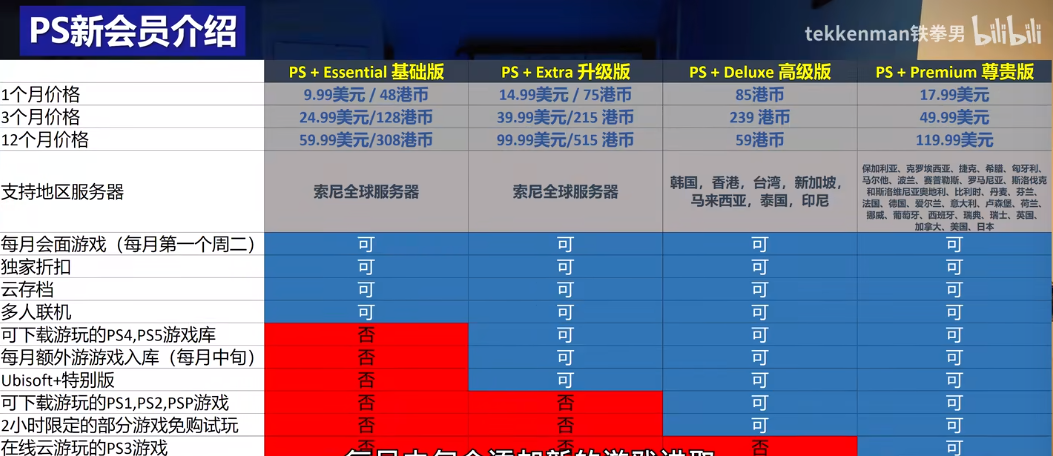 PS新会员介绍
tekkenman铁拳男 bilibili
PS + Essential 基础版 PS + Extra 升级版 PS + Deluxe 高级版 PS + Premium 尊贵版
1个月价格 9.99美元 / 48港币 14.99美元 / 75港币 85港币 17.99美元
3个月价格 24.99美元/128港币 39.99美元/215 港币 239 港币 49.99美元
12个月价格 59.99美元/308港币 99.99美元/515 港币 59港币 119.99美元
支持地区服务器 索尼全球服务器 索尼全球服务器
韩国，香港，台湾，新加坡，
马来西亚，泰国，印尼
保加利亚、克罗埃西亚、捷克、希腊、匈牙利、
马尔他、波兰、赛普勒斯、罗马尼亚、斯洛伐克
和斯洛维尼亚奥地利、比利时、丹麦、芬兰、
法国、德国、爱尔兰、意大利、卢森堡、荷兰、
挪威、葡萄牙、西班牙、瑞典、瑞士、英国、
加拿大、美国、日本
每月会面游戏（每月第一个周二） 可 可 可 可
独家折扣 可 可 可 可
云存档 可 可 可 可
多人联机 可 可 可 可
可下载游玩的PS4,PS5游戏库 否 可 可 可
每月额外游游戏入库（每月中旬） 否 可 可 可
Ubisoft+特别版 否 可 可 可
可下载游玩的PS1,PS2,PSP游戏 否 否 可 可
2小时限定的部分游戏免购试玩 否 否 可 可
在线云游玩的PS3游戏 否 否 否 可